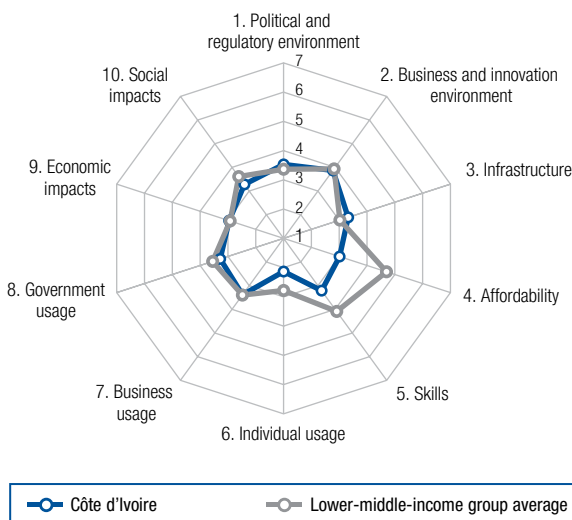 1. Political and
regulatory environment
7
6
5
4
3
2
1
2. Business and innovation
environment
3. Infrastructure
4. Affordability
5. Skills
6. Individual usage
7. Business
usage
8. Government
usage
9. Economic
impacts
10. Social
impacts
Côte d'Ivoire
Lower-middle-income group average